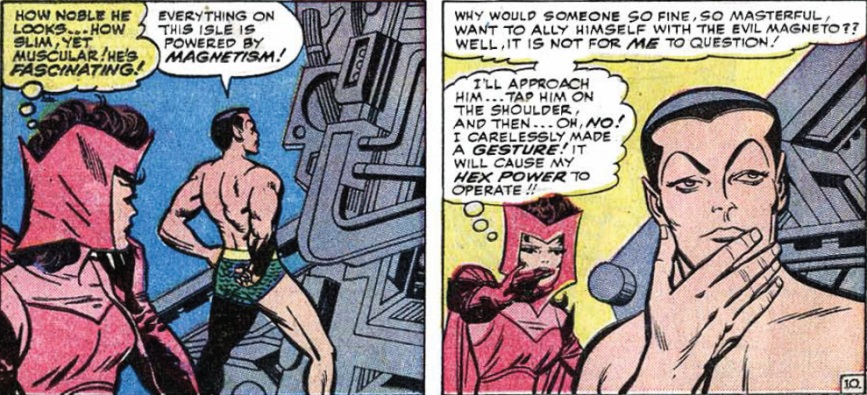 HOW NOBLE HE
LOOKS...HOW
SLIM, YET
MUSCULAR! HE'S
FASCINATING!
EVERYTHING ON
THIS ISLE IS
POWERED BY
MAGNETISM!
WHY WOULD SOMEONE SO FINE, SO MASTERFUL,
WANT TO ALLY HIMSELF WITH THE EVIL MAGNETO??
WELL, IT IS NOT FOR ME TO QUESTION!
I'LL APPROACH
HIM...TAP HIM ON
THE SHOULDER,
AND THEN...OH, NO!
I CARELESSLY MADE
A GESTURE! IT
WILL CAUSE MY
HEX POWER TO
OPERATE!!
10.